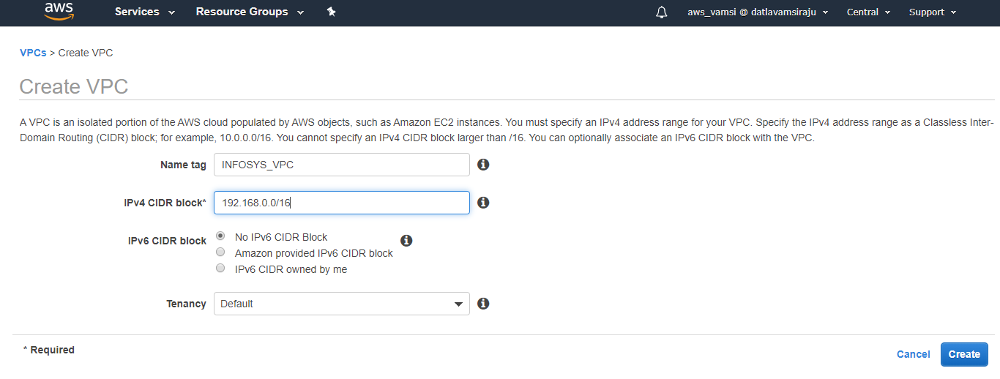 aws Services Resource Groups aws_vamsi @ datlavamsiraju Central Support
VPCs > Create VPC
Create VPC
A VPC is an isolated portion of the AWS cloud populated by AWS objects, such as Amazon EC2 instances. You must specify an IPv4 address range for your VPC. Specify the IPv4 address range as a Classless Inter-
Domain Routing (CIDR) block; for example, 10.0.0.0/16. You cannot specify an IPv4 CIDR block larger than /16. You can optionally associate an IPv6 CIDR block with the VPC.
Name tag INFOSYS_VPC
IPv4 CIDR block* 192.168.0.0/16
IPv6 CIDR block No IPv6 CIDR Block
Amazon provided IPv6 CIDR block
IPv6 CIDR owned by me
Tenancy Default
* Required
Cancel Create